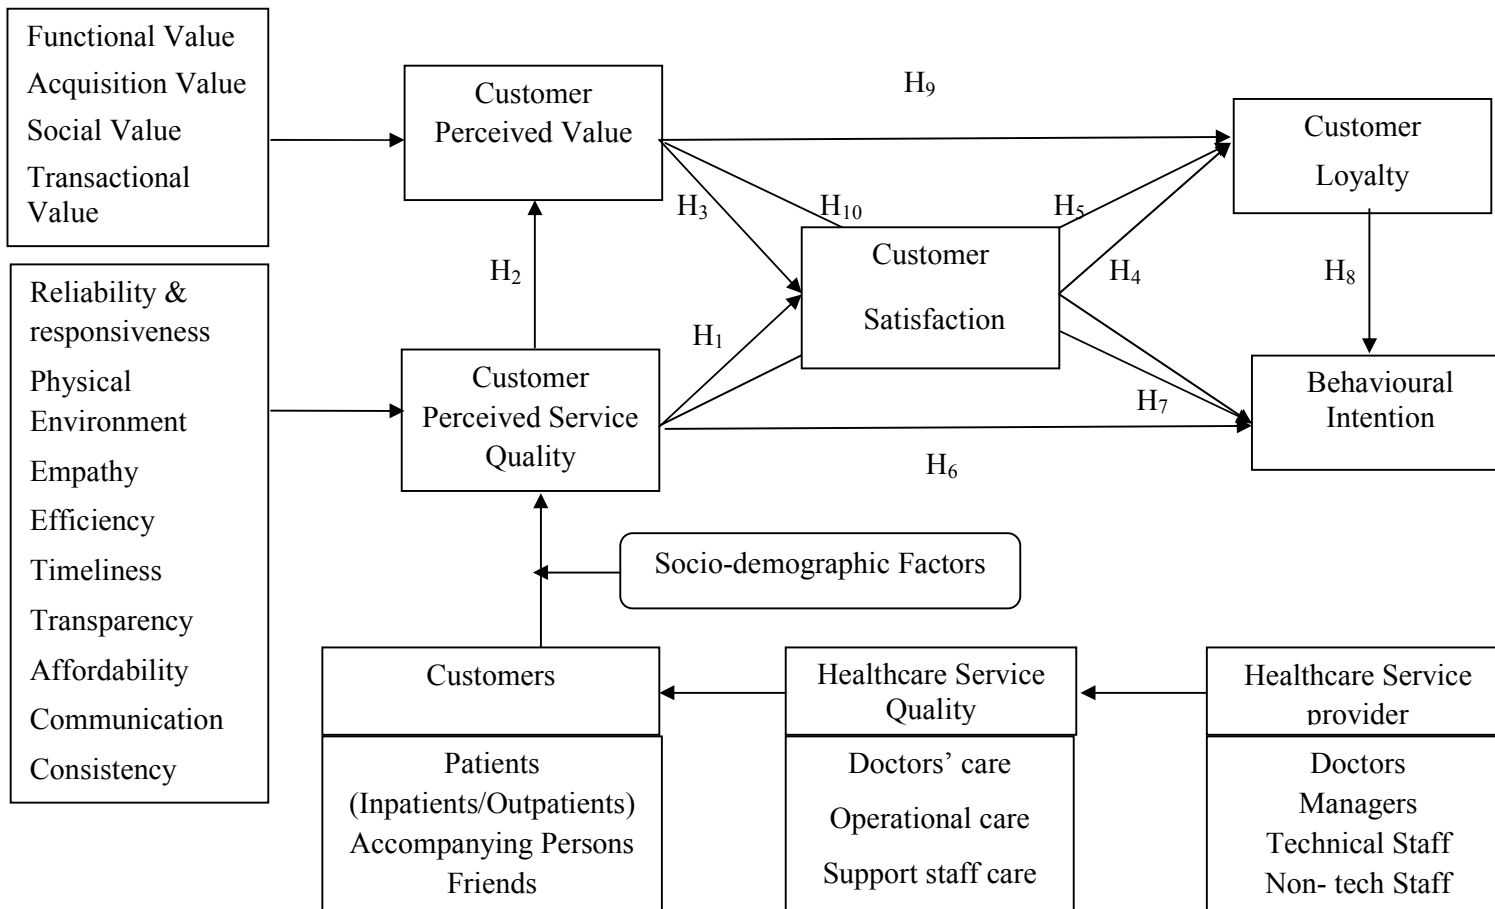 Functional Value
Acquisition Value
Social Value
Transactional
Value
Customer
Perceived Value
H9
Customer
Loyalty
H3
H10
H5
Customer
Satisfaction
H4
H2
H8
Reliability &
responsiveness
Physical
Environment
Empathy
Efficiency
Timeliness
Transparency
Affordability
Communication
Consistency
H1
Customer
Perceived Service
Quality
H7
Behavioural
Intention
H6
Socio-demographic Factors
Customers
Patients
(Inpatients/Outpatients)
Accompanying Persons
Friends
Healthcare Service
Quality
Doctors’ care
Operational care
Support staff care
Healthcare Service
provider
Doctors
Managers
Technical Staff
Non- tech Staff